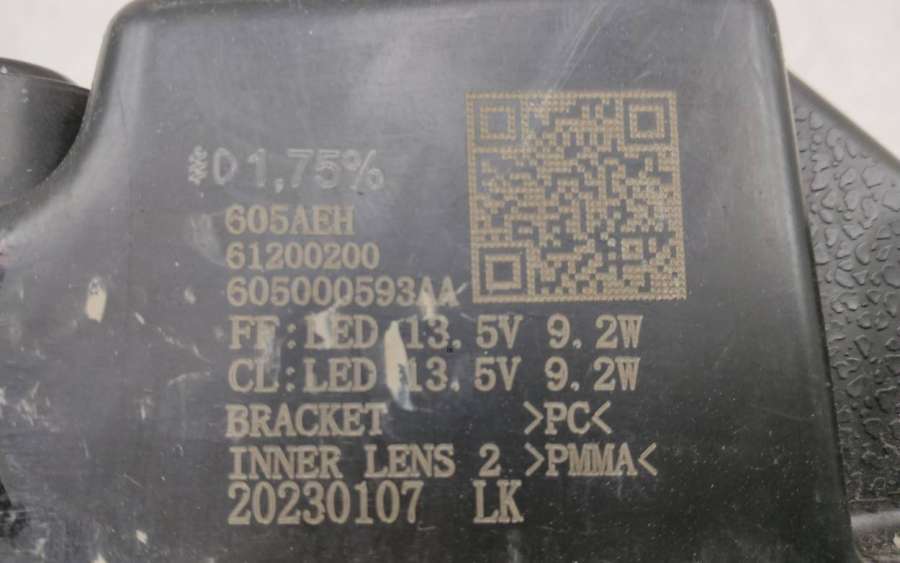 D 1,75%
605AEH
61200200
605000593AA
FF:LED 13.5V 9.2W
CL:LED 13.5V 9.2W
BRACKET >PC<
INNER LENS 2 >PMMA<
20230107 LK